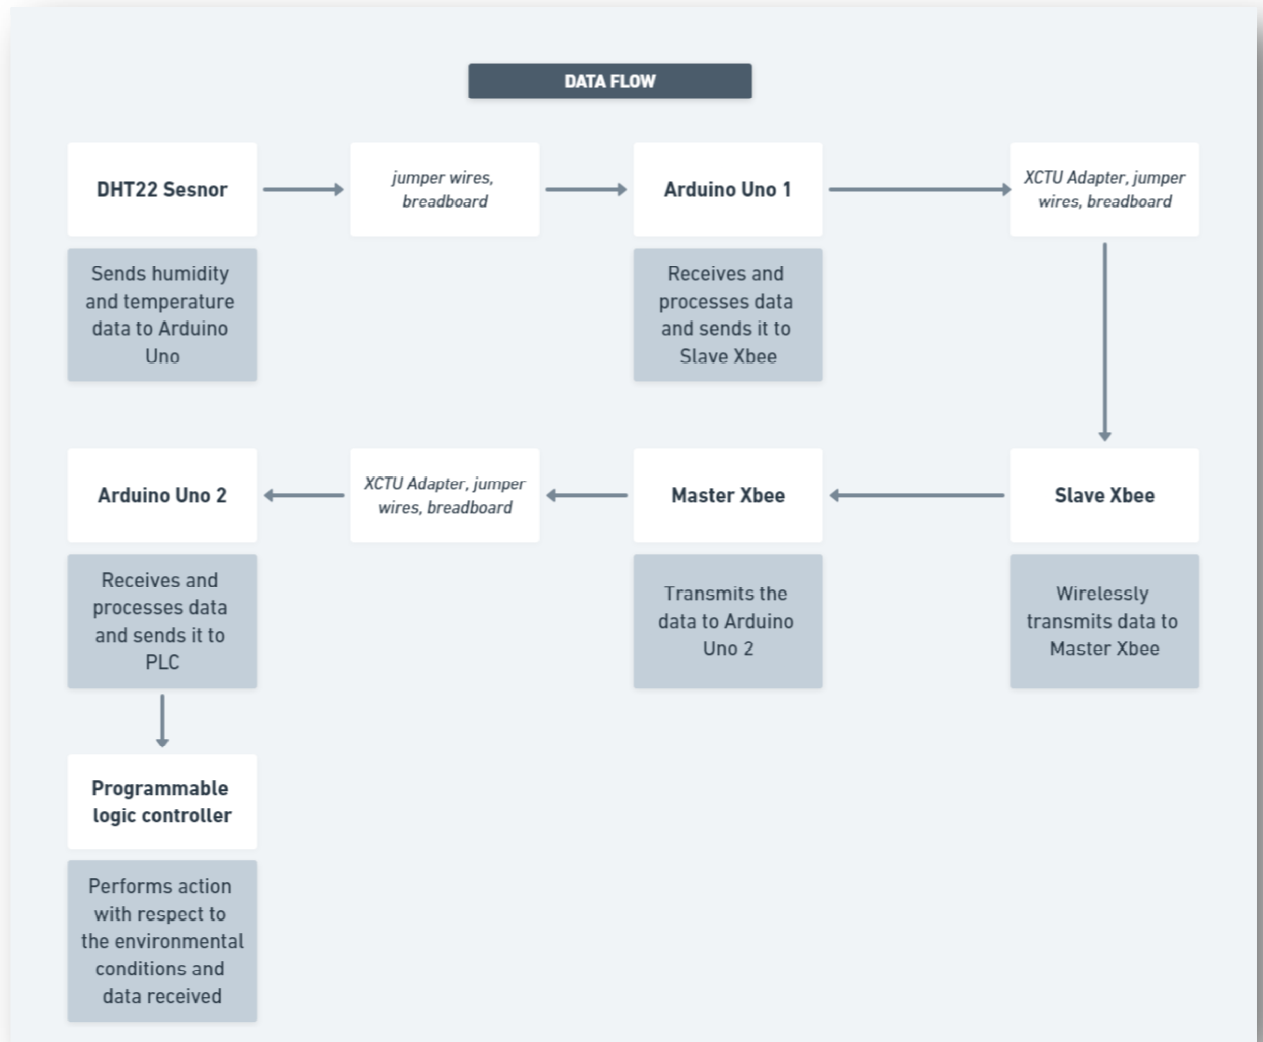 DATA FLOW
DHT22 Sesnor
jumper wires,
breadboard
Arduino Uno 1
XCTU Adapter, jumper
wires, breadboard
Sends humidity
and temperature
data to Arduino
Uno
Receives and
processes data
and sends it to
Slave Xbee
Arduino Uno 2
XCTU Adapter, jumper
wires, breadboard
Master Xbee
Slave Xbee
Receives and
processes data
and sends it to
PLC
Transmits the
data to Arduino
Uno 2
Wirelessly
transmits data to
Master Xbee
Programmable
logic controller
Performs action
with respect to
the environmental
conditions and
data received